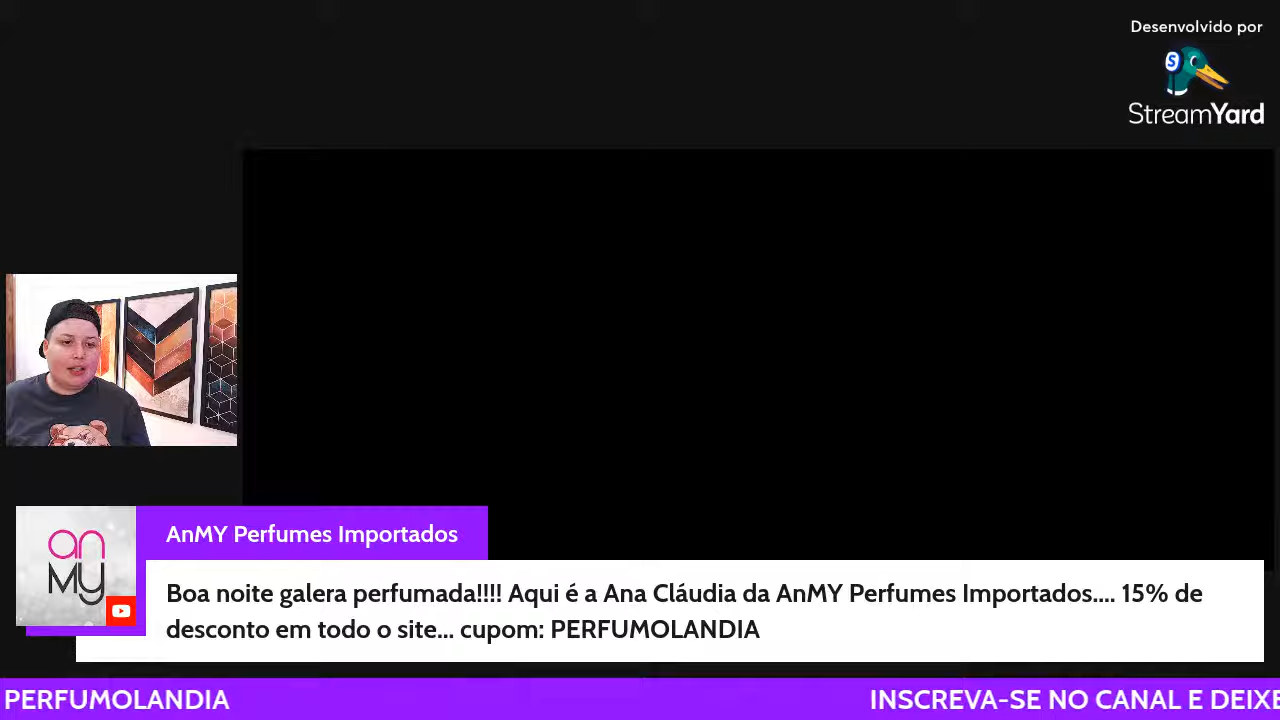 Desenvolvido por
StreamYard
an
My
AnMY Perfumes Importados
Boa noite galera perfumada!!!! Aqui é a Ana Cláudia da AnMY Perfumes Importados.... 15% de
desconto em todo o site... cupom: PERFUMOLANDIA
PERFUMOLANDIA
INSCREVA-SE NO CANAL E DEIXE